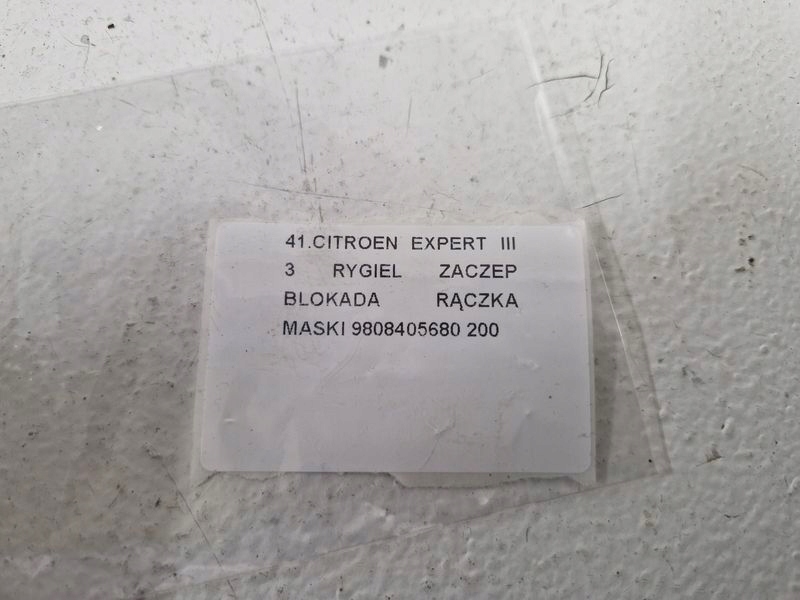 41.CITROEN EXPERT III
3 RYGIEL ZACZEP
BLOKADA RĄCZKA
MASKI 9808405680 200